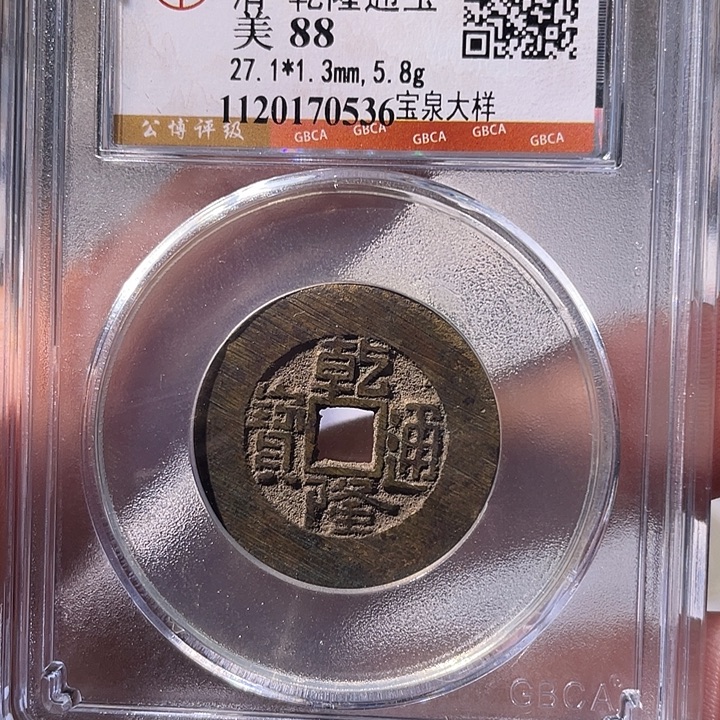 清 乾隆通宝
美 88
27.1*1.3mm,5.8g
1120170536宝泉大样
公博评级 GBCA GBCA GBCA GBCA GBCA
乾隆通寶
GBCA